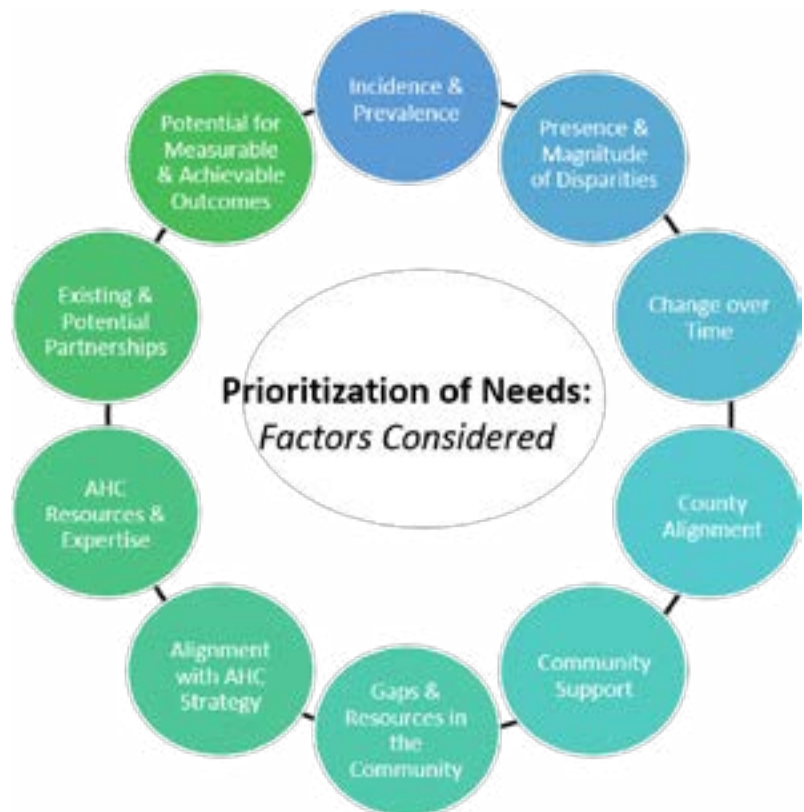 Incidence &
Prevalence
Presence &
Magnitude
of Disparities
Change over
Time
County
Alignment
Community
Support
Gaps &
Resources in
the
Community
Alignment
with AHC
Strategy
AHC
Resources &
Expertise
Existing &
Potential
Partnerships
Potential for
Measurable
& Achievable
Outcomes
Prioritization of Needs:
Factors Considered